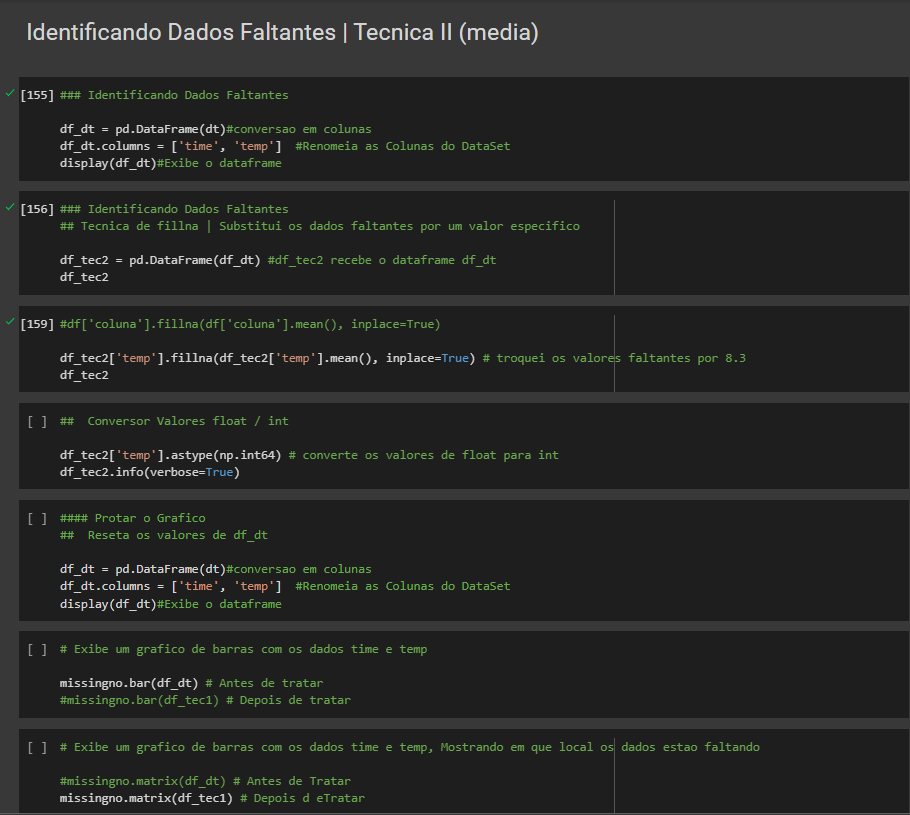 Identificando Dados Faltantes | Tecnica II (media)
[155] ### Identificando Dados Faltantes
df_dt = pd.DataFrame(dt)#conversao em colunas
df_dt.columns = ['time', 'temp']  #Renomeia as Colunas do DataSet
display(df_dt)#Exibe o dataframe
[156] ### Identificando Dados Faltantes
## Tecnica de fillna | Substitui os dados faltantes por um valor especifico
df_tec2 = pd.DataFrame(df_dt) #df_tec2 recebe o dataframe df_dt
df_tec2
[159] #df['coluna'].fillna(df['coluna'].mean(), inplace=True)
df_tec2['temp'].fillna(df_tec2['temp'].mean(), inplace=True) # troquei os valores faltantes por 8.3
df_tec2
[ ] ##  Conversor Valores float / int
df_tec2['temp'].astype(np.int64) # converte os valores de float para int
df_tec2.info(verbose=True)
[ ] #### Protar o Grafico
##  Reseta os valores de df_dt
df_dt = pd.DataFrame(dt)#conversao em colunas
df_dt.columns = ['time', 'temp']  #Renomeia as Colunas do DataSet
display(df_dt)#Exibe o dataframe
[ ] # Exibe um grafico de barras com os dados time e temp
missingno.bar(df_dt) # Antes de tratar
#missingno.bar(df_tec1) # Depois de tratar
[ ] # Exibe um grafico de barras com os dados time e temp, Mostrando em que local os dados estao faltando
#missingno.matrix(df_dt) # Antes de Tratar
missingno.matrix(df_tec1) # Depois d eTratar